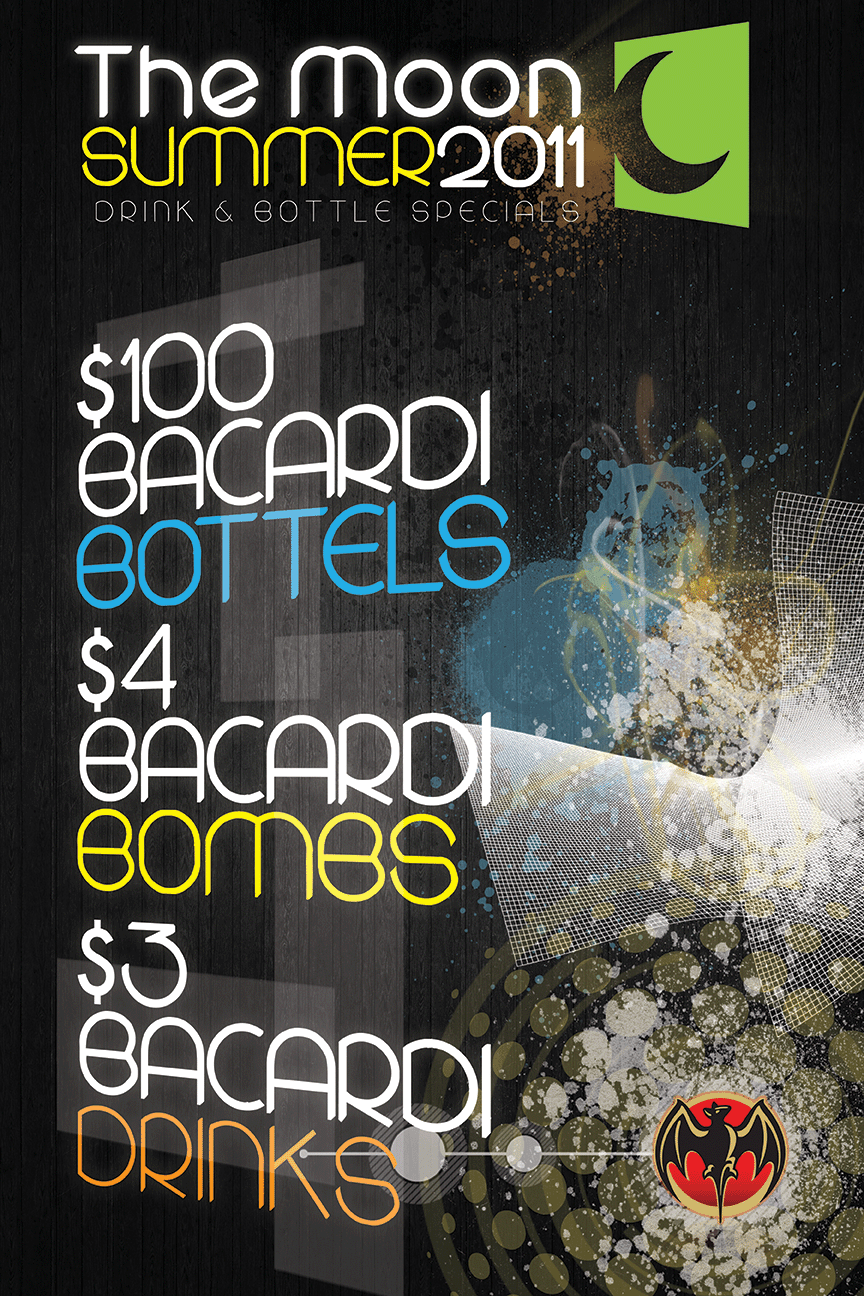 The Moon
SUMMER2011
DRINK & BOTTLE SPECIALS
$100
BACARDI
BOTTELS
$4
BACARDI
BOMBS
$3
BACARDI
DRINKS